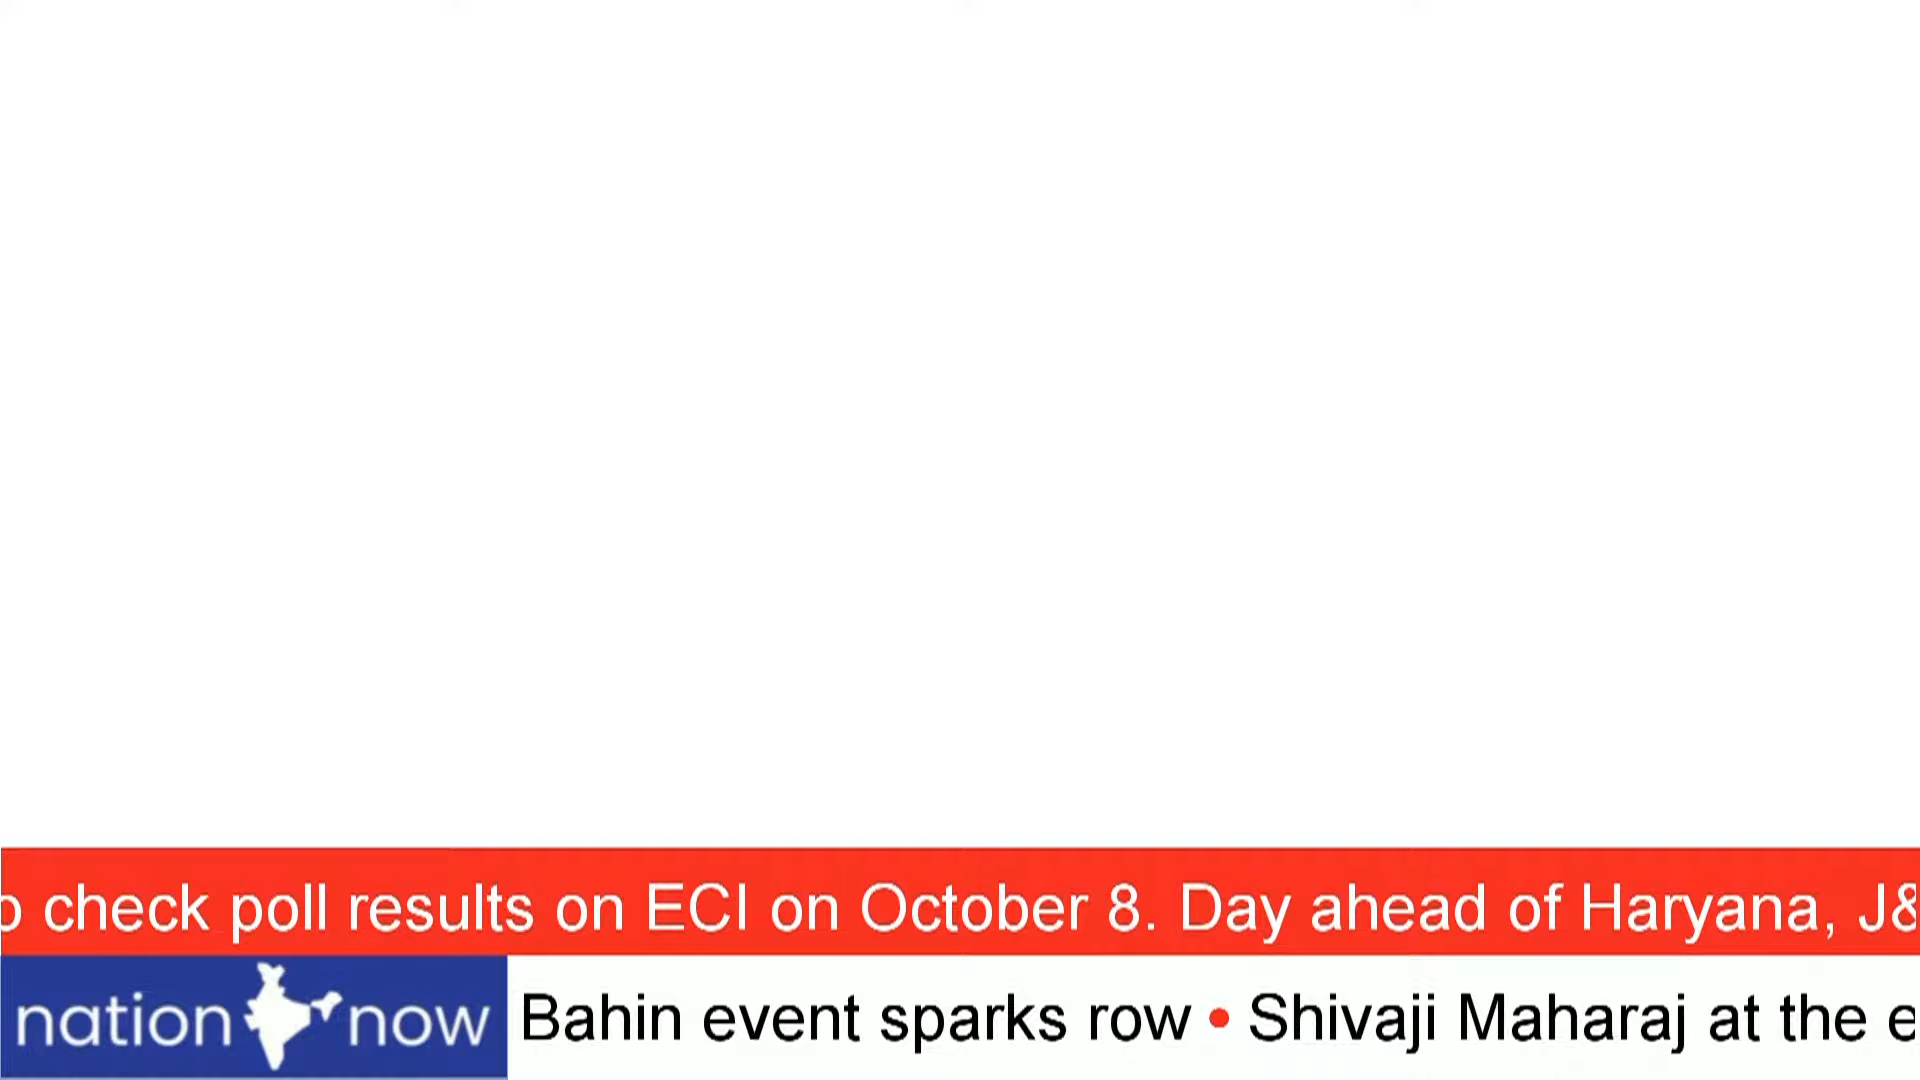 check poll results on ECI on October 8. Day ahead of Haryana, J&
nation now
Bahin event sparks row • Shivaji Maharaj at the